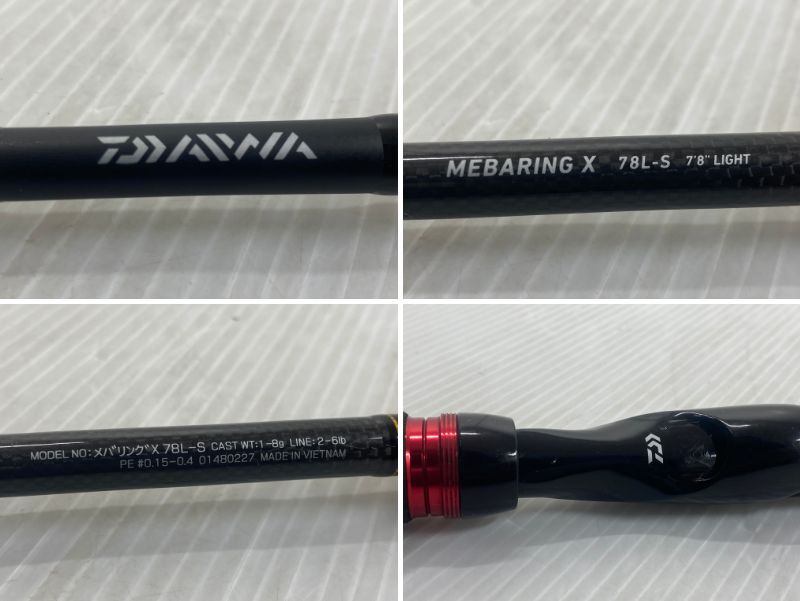 DAIWA
MEBARING X 78L-S 7'8" LIGHT
MODEL NO:メバリング X 78L-S CAST WT:1-8g LINE:2-6lb
PE #0.15-0.4 01480227 MADE IN VIETNAM